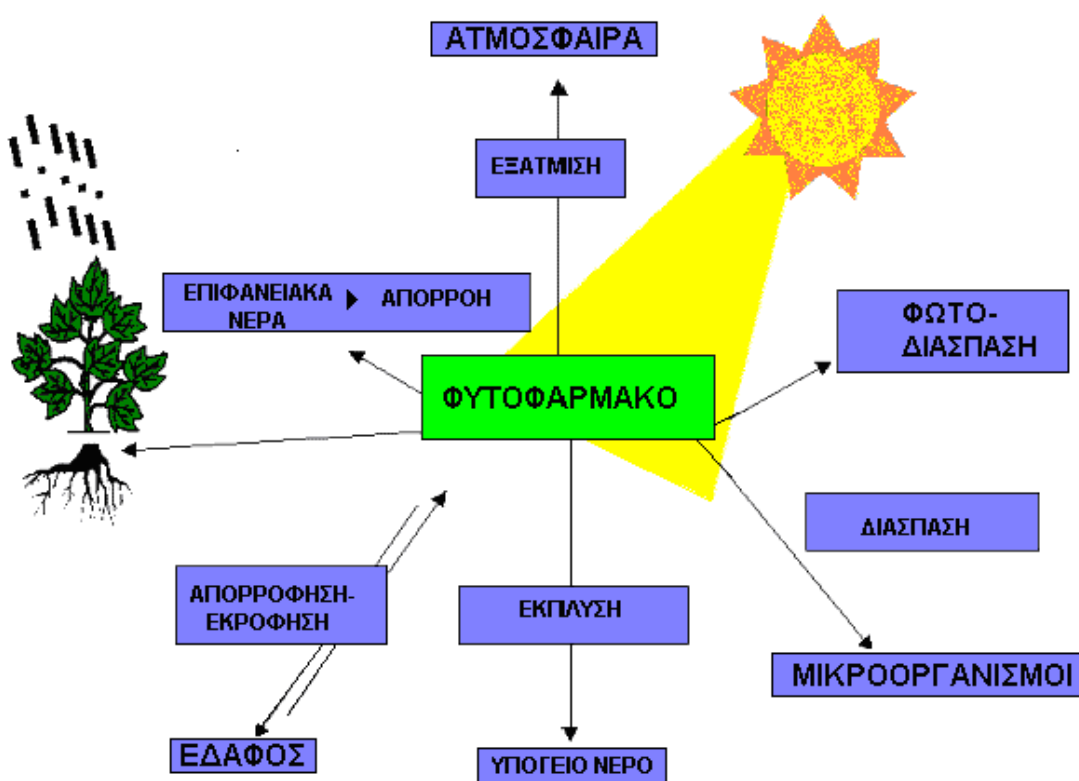 ΑΤΜΟΣΦΑΙΡΑ
ΕΞΑΤΜΙΣΗ
ΕΠΙΦΑΝΕΙΑΚΑ ΑΠΟΡΡΟΗ
ΝΕΡΑ
ΦΩΤΟ-
ΔΙΑΣΠΑΣΗ
ΦΥΤΟΦΑΡΜΑΚΟ
ΔΙΑΣΠΑΣΗ
ΑΠΟΡΡΟΦΗΣΗ-
ΕΚΡΟΦΗΣΗ
ΕΚΠΛΥΣΗ
ΜΙΚΡΟΟΡΓΑΝΙΣΜΟΙ
ΕΔΑΦΟΣ
ΥΠΟΓΕΙΟ ΝΕΡΟ